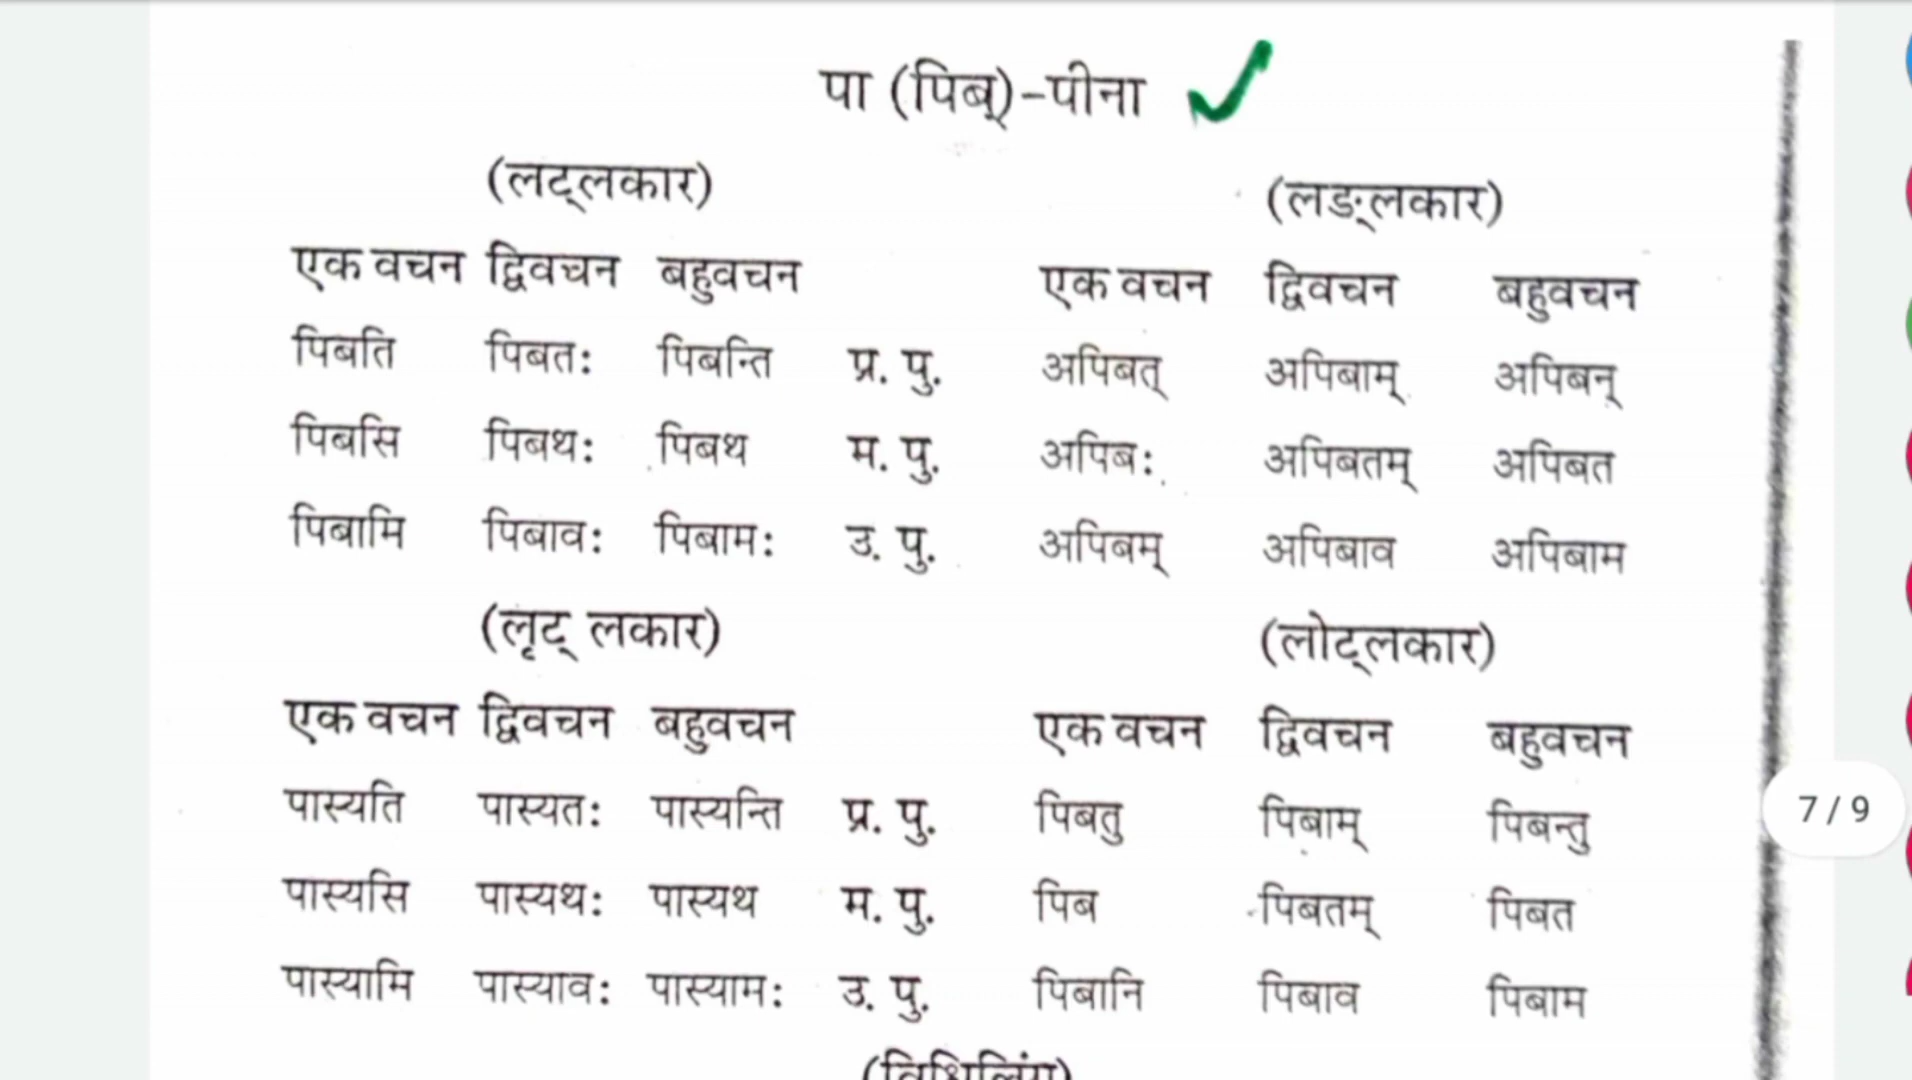 पा (पिब्)-पीना
(लट्लकार) (लङ्लकार)
एक वचन द्विवचन बहुवचन एक वचन द्विवचन बहुवचन
पिबति पिबतः पिबन्ति प्र. पु. अपिबत् अपिबाम् अपिबन्
पिबसि पिबथः पिबथ म. पु. अपिबः अपिबतम् अपिबत
पिबामि पिबावः पिबामः उ. पु. अपिबम् अपिबाव अपिबाम
(लृट् लकार) (लोट्लकार)
एक वचन द्विवचन बहुवचन एक वचन द्विवचन बहुवचन
पास्यति पास्यतः पास्यन्ति प्र. पु. पिबतु पिबाम् पिबन्तु
7 / 9
पास्यसि पास्यथः पास्यथ म. पु. पिब पिबतम् पिबत
पास्यामि पास्यावः पास्यामः उ. पु. पिबानि पिबाव पिबाम
(विधिलिंग)